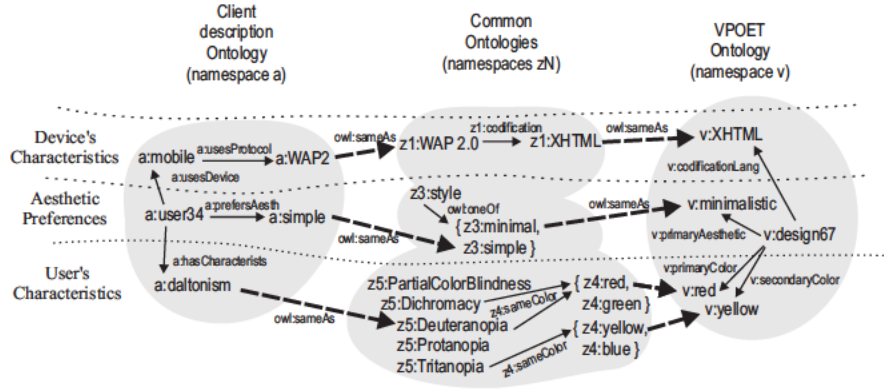 Client
description
Ontology
(namespace a)
Common
Ontologies
(namespaces zN)
VPOET
Ontology
(namespace v)
Device's
Characteristics
a:mobile
a:usesProtocol
a:WAP2
owl:sameAs
z1:WAP 2.0
z1:codification
z1:XHTML
owl:sameAs
v:XHTML
a:usesDevice
v:codificationLang
Aesthetic
Preferences
a:user34
a:prefersAesth
a:simple
owl:sameAs
z3:style
owl:oneOf
{ z3:minimal,
z3:simple }
owl:sameAs
v:minimalistic
v:primaryAesthetic
v:design67
User's
Characteristics
a:hasCharacterists
a:daltonism
owl:sameAs
z5:PartialColorBlindness
z5:Dichromacy
z5:Deuteranopia
z5:Protanopia
z5:Tritanopia
z4:sameColor
z4:sameColor
{ z4:red,
z4:green }
{ z4:yellow,
z4:blue }
v:primaryColor
v:secondaryColor
v:red
v:yellow